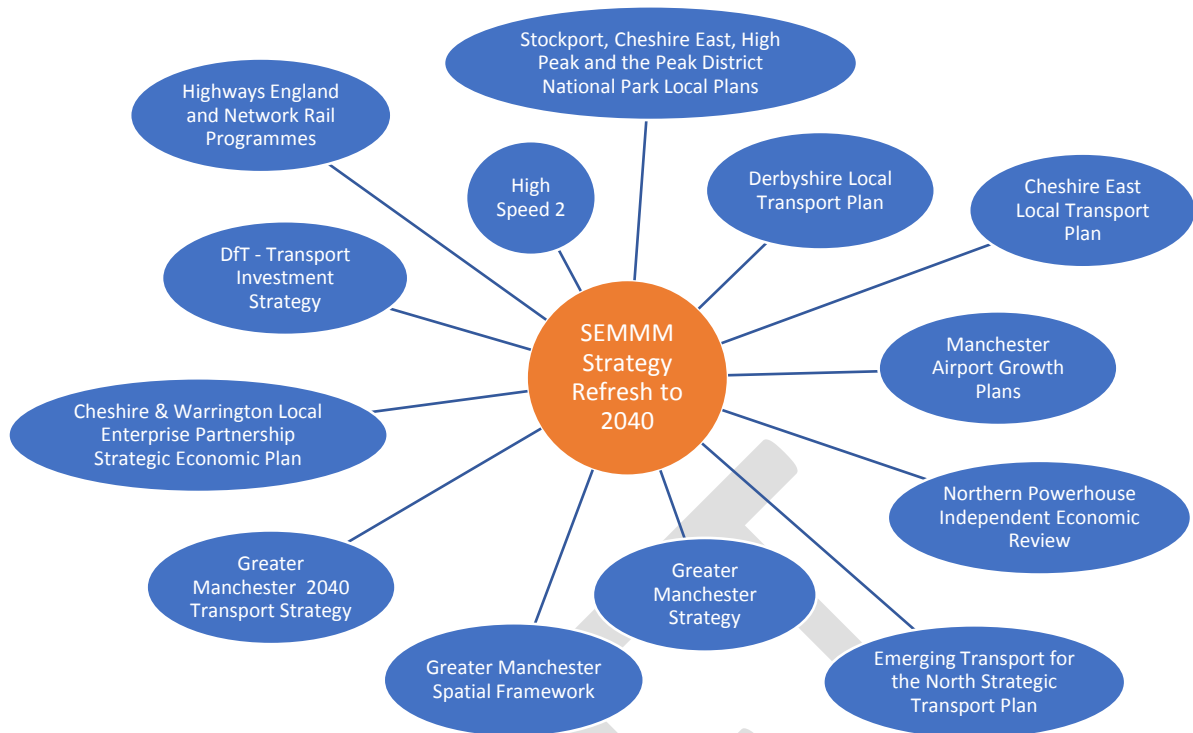 Stockport, Cheshire East, High
Peak and the Peak District
National Park Local Plans
Highways England
and Network Rail
Programmes
High
Speed 2
Derbyshire Local
Transport Plan
Cheshire East
Local Transport
Plan
DfT - Transport
Investment
Strategy
SEMMM
Strategy
Refresh to
2040
Manchester
Airport Growth
Plans
Cheshire & Warrington Local
Enterprise Partnership
Strategic Economic Plan
Northern Powerhouse
Independent Economic
Review
Greater
Manchester 2040
Transport Strategy
Greater
Manchester
Strategy
Greater Manchester
Spatial Framework
Emerging Transport for
the North Strategic
Transport Plan